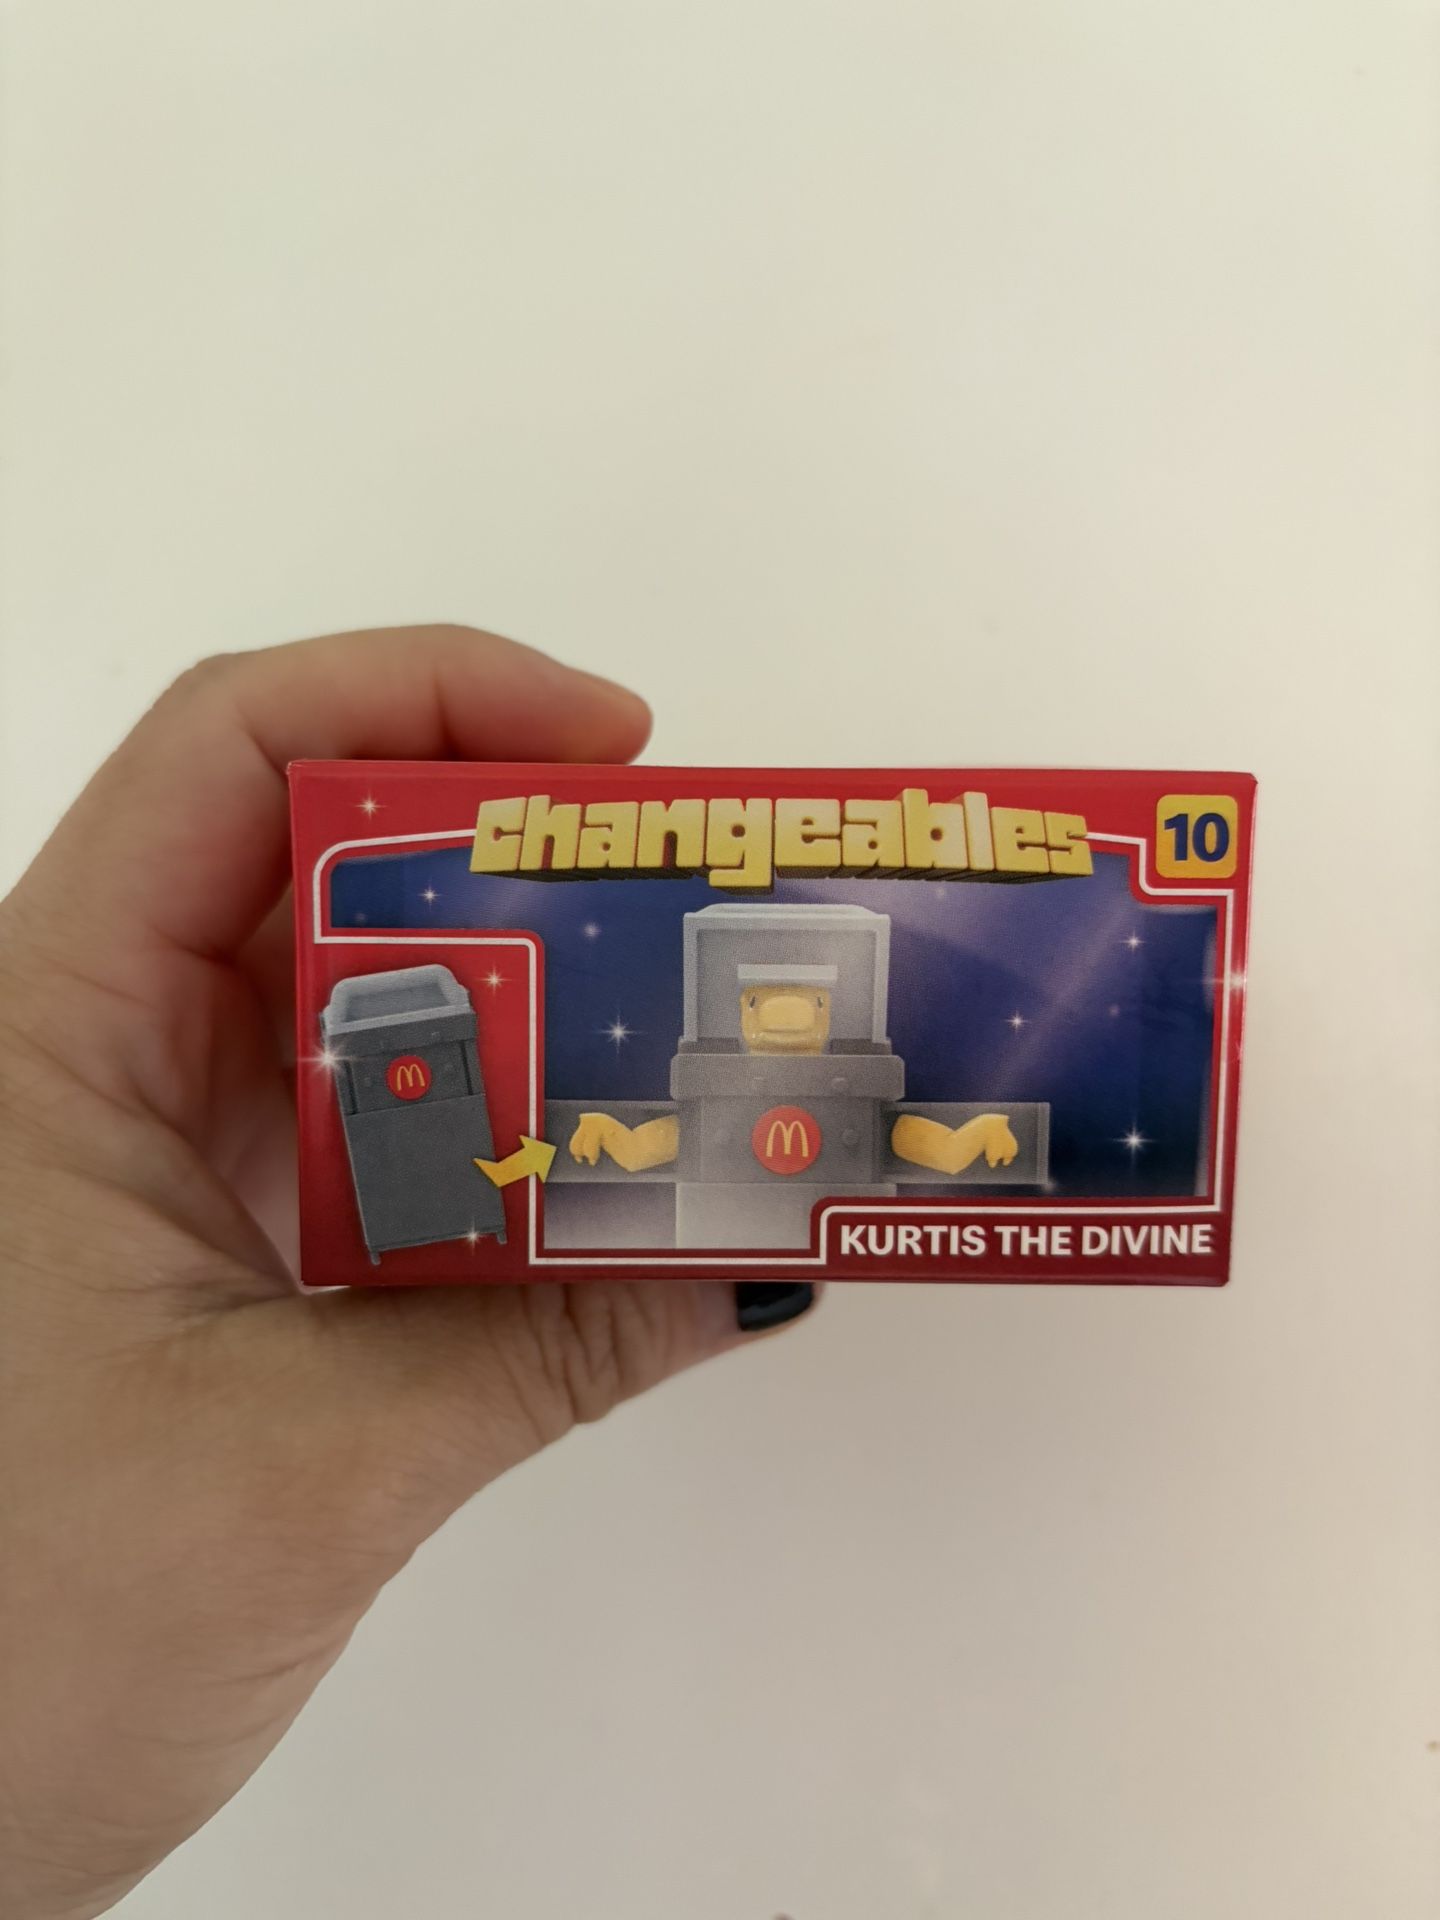 changeables
10
KURTIS THE DIVINE